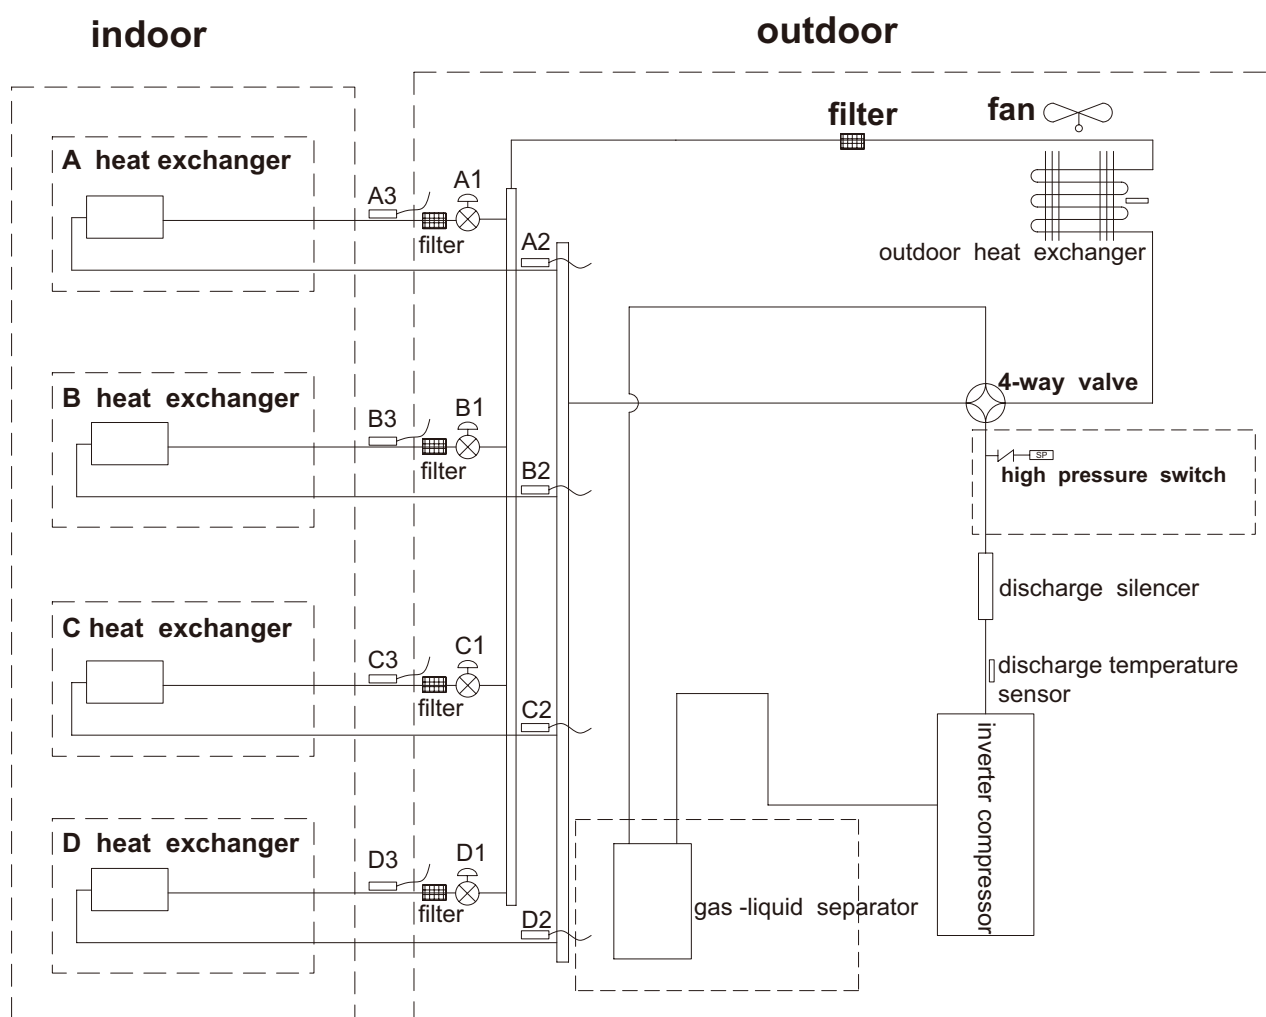 indoor
outdoor
filter
fan
A heat exchanger
A3
A1
filter
A2
outdoor heat exchanger
4-way valve
B heat exchanger
B3
B1
filter
B2
SP
high pressure switch
discharge silencer
C heat exchanger
C3
C1
filter
C2
discharge temperature
sensor
inverter compressor
D heat exchanger
D3
D1
filter
D2
gas -liquid separator